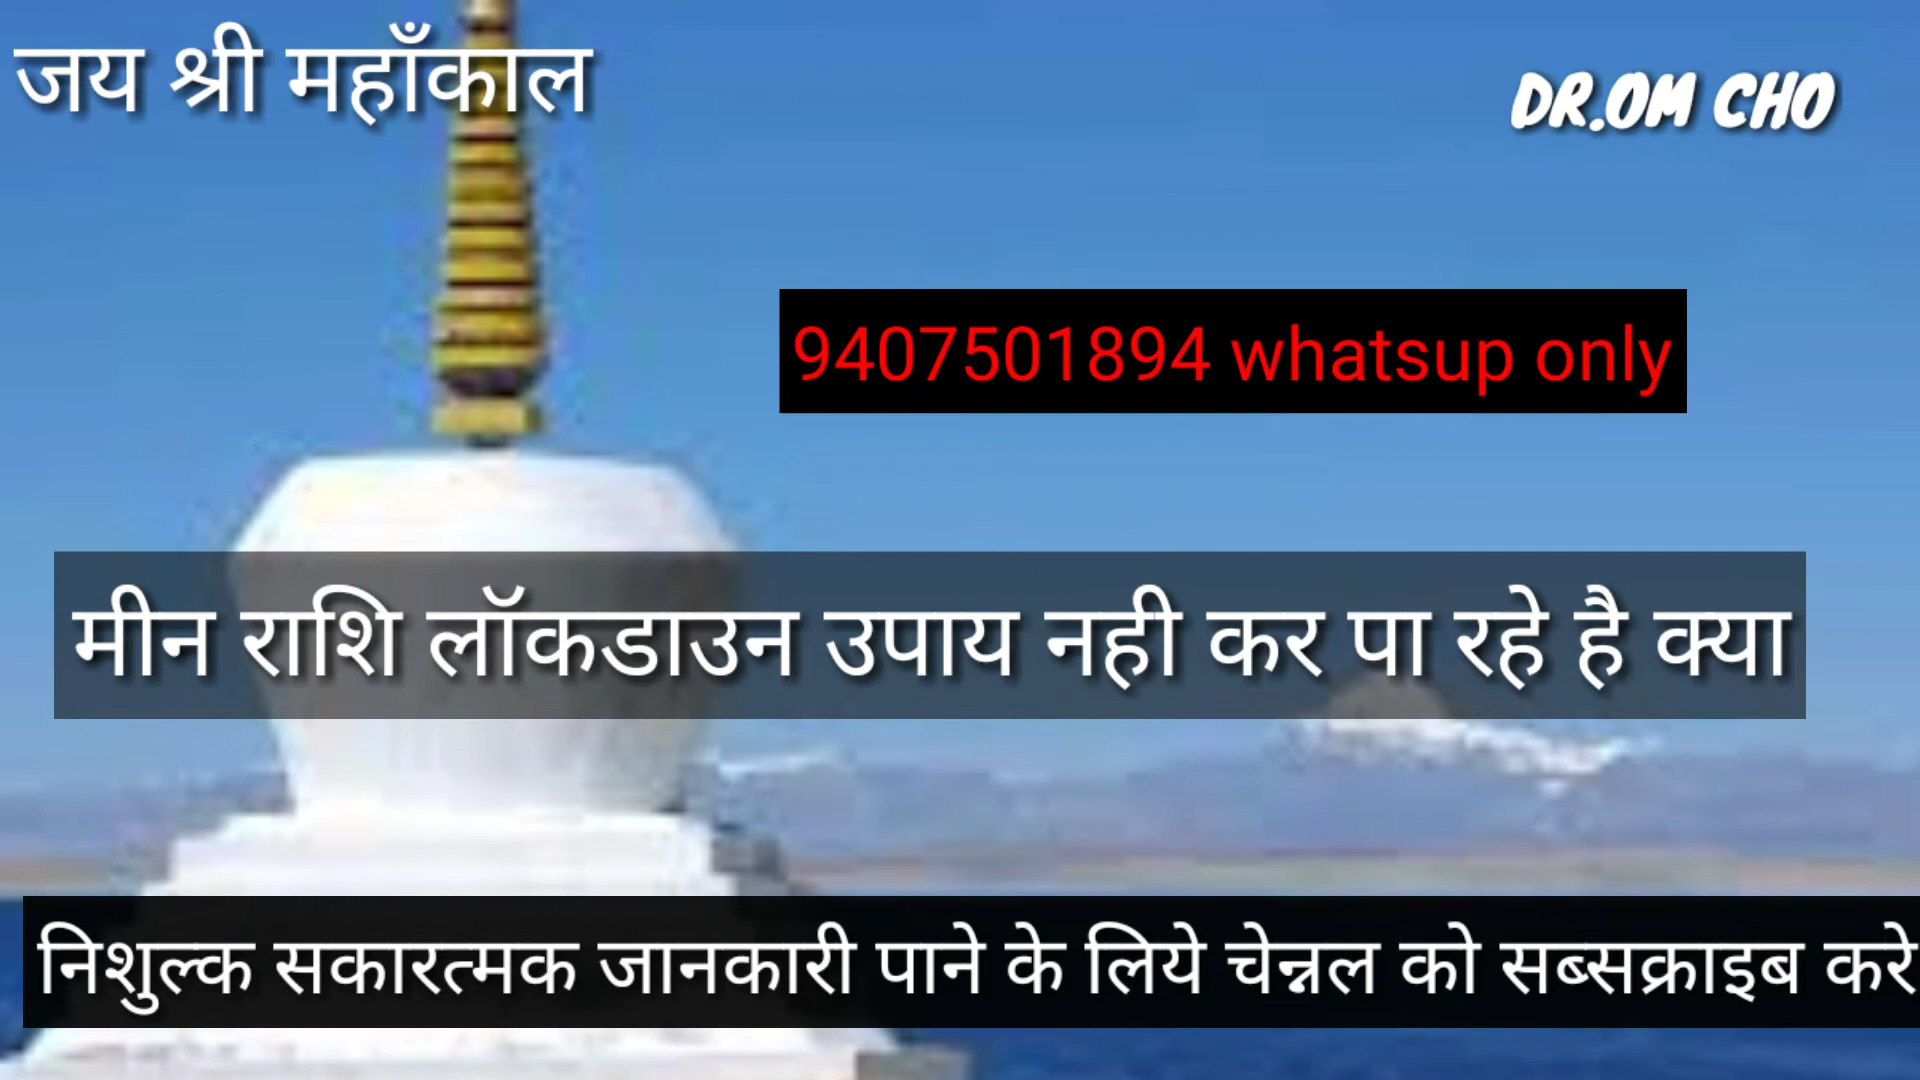 जय श्री महाँकाल
DR.OM CHO
9407501894 whatsup only
मीन राशि लॉकडाउन उपाय नही कर पा रहे है क्या
निशुल्क सकारत्मक जानकारी पाने के लिये चेन्नल को सब्सक्राइब करे